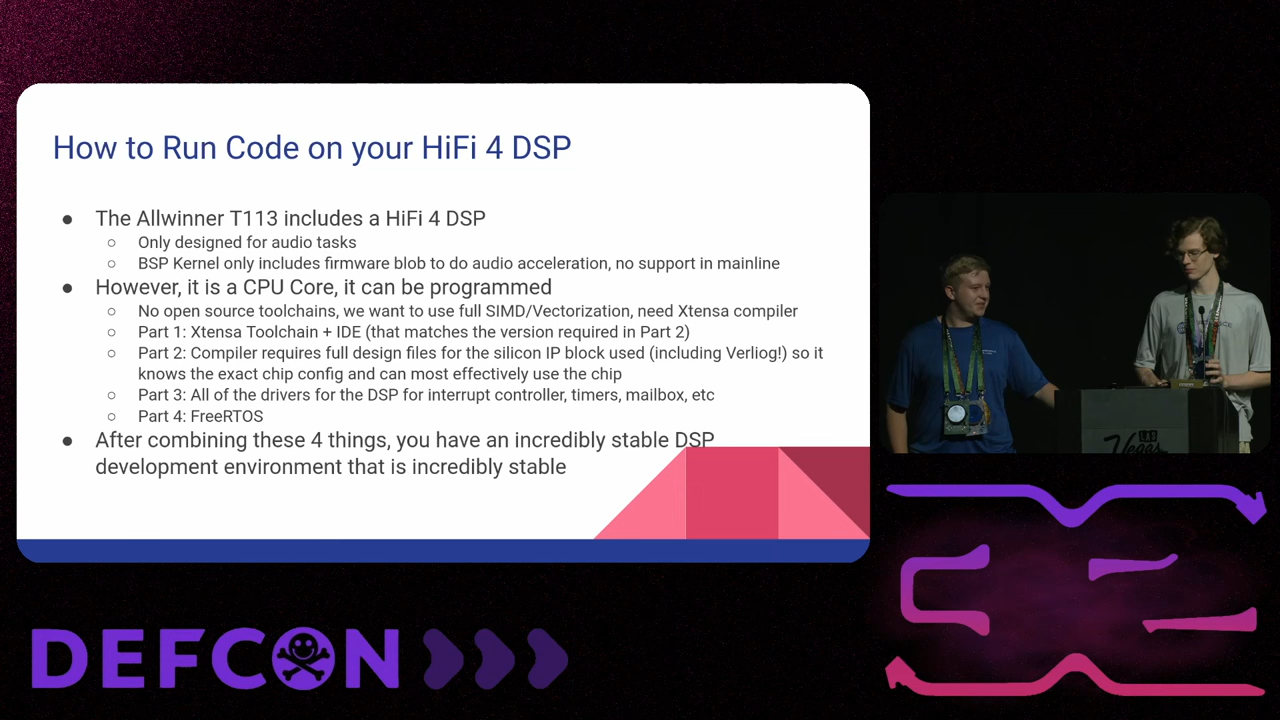 How to Run Code on your HiFi 4 DSP
● The Allwinner T113 includes a HiFi 4 DSP
○ Only designed for audio tasks
○ BSP Kernel only includes firmware blob to do audio acceleration, no support in mainline
● However, it is a CPU Core, it can be programmed
○ No open source toolchains, we want to use full SIMD/Vectorization, need Xtensa compiler
○ Part 1: Xtensa Toolchain + IDE (that matches the version required in Part 2)
○ Part 2: Compiler requires full design files for the silicon IP block used (including Verliog!) so it
knows the exact chip config and can most effectively use the chip
○ Part 3: All of the drivers for the DSP for interrupt controller, timers, mailbox, etc
○ Part 4: FreeRTOS
● After combining these 4 things, you have an incredibly stable DSP
development environment that is incredibly stable
LAS
Vegas
DEFCON